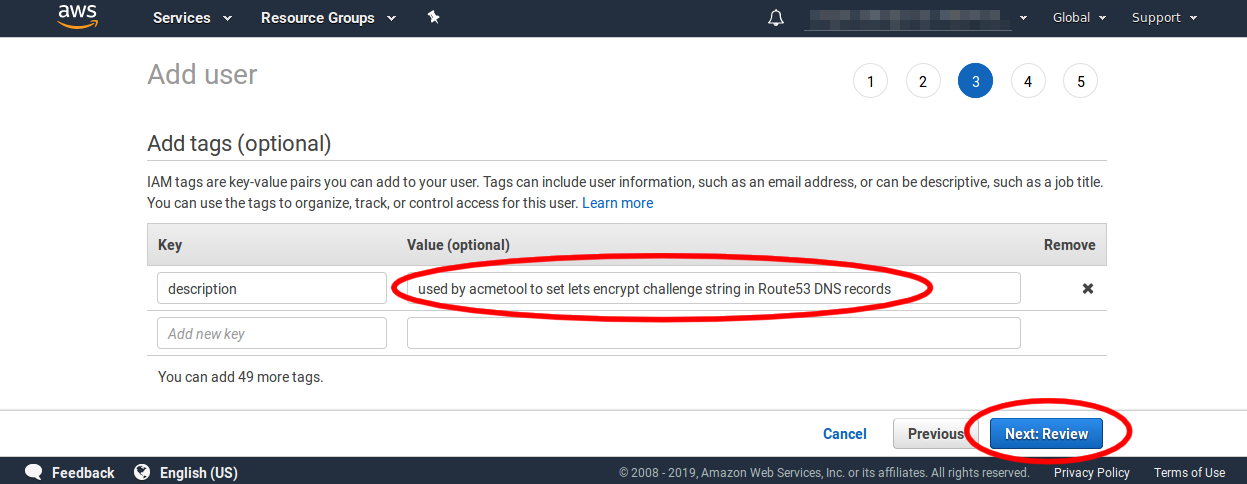 aws Services Resource Groups Global Support
Add user 1 2 3 4 5
Add tags (optional)
IAM tags are key-value pairs you can add to your user. Tags can include user information, such as an email address, or can be descriptive, such as a job title.
You can use the tags to organize, track, or control access for this user. Learn more
Key Value (optional) Remove
description used by acmetool to set lets encrypt challenge string in Route53 DNS records
Add new key
You can add 49 more tags.
Cancel Previous Next: Review
Feedback English (US) © 2008 - 2019, Amazon Web Services, Inc. or its affiliates. All rights reserved. Privacy Policy Terms of Use